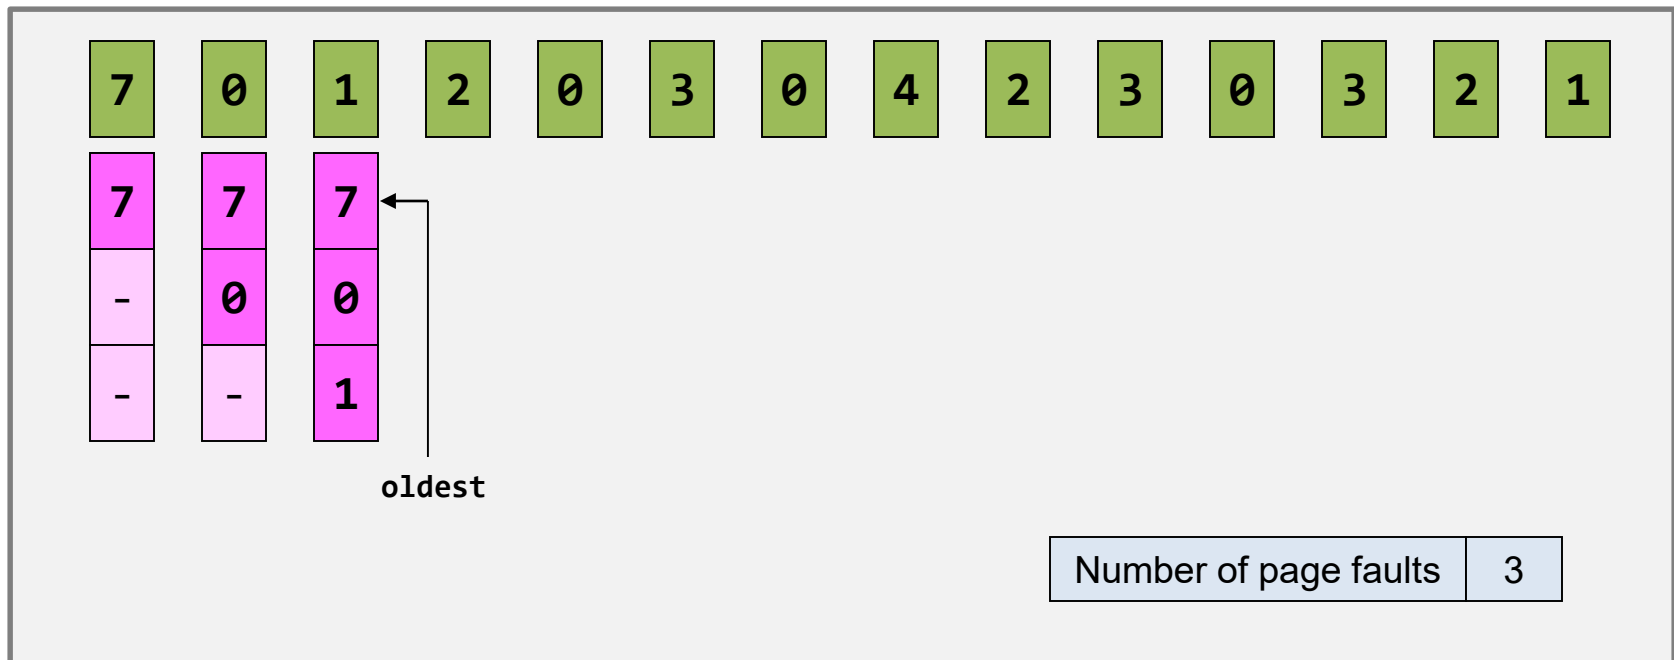 7 0 1 2 0 3 0 4 2 3 0 3 2 1
7 7 7
- 0 0
- - 1
oldest
Number of page faults 3